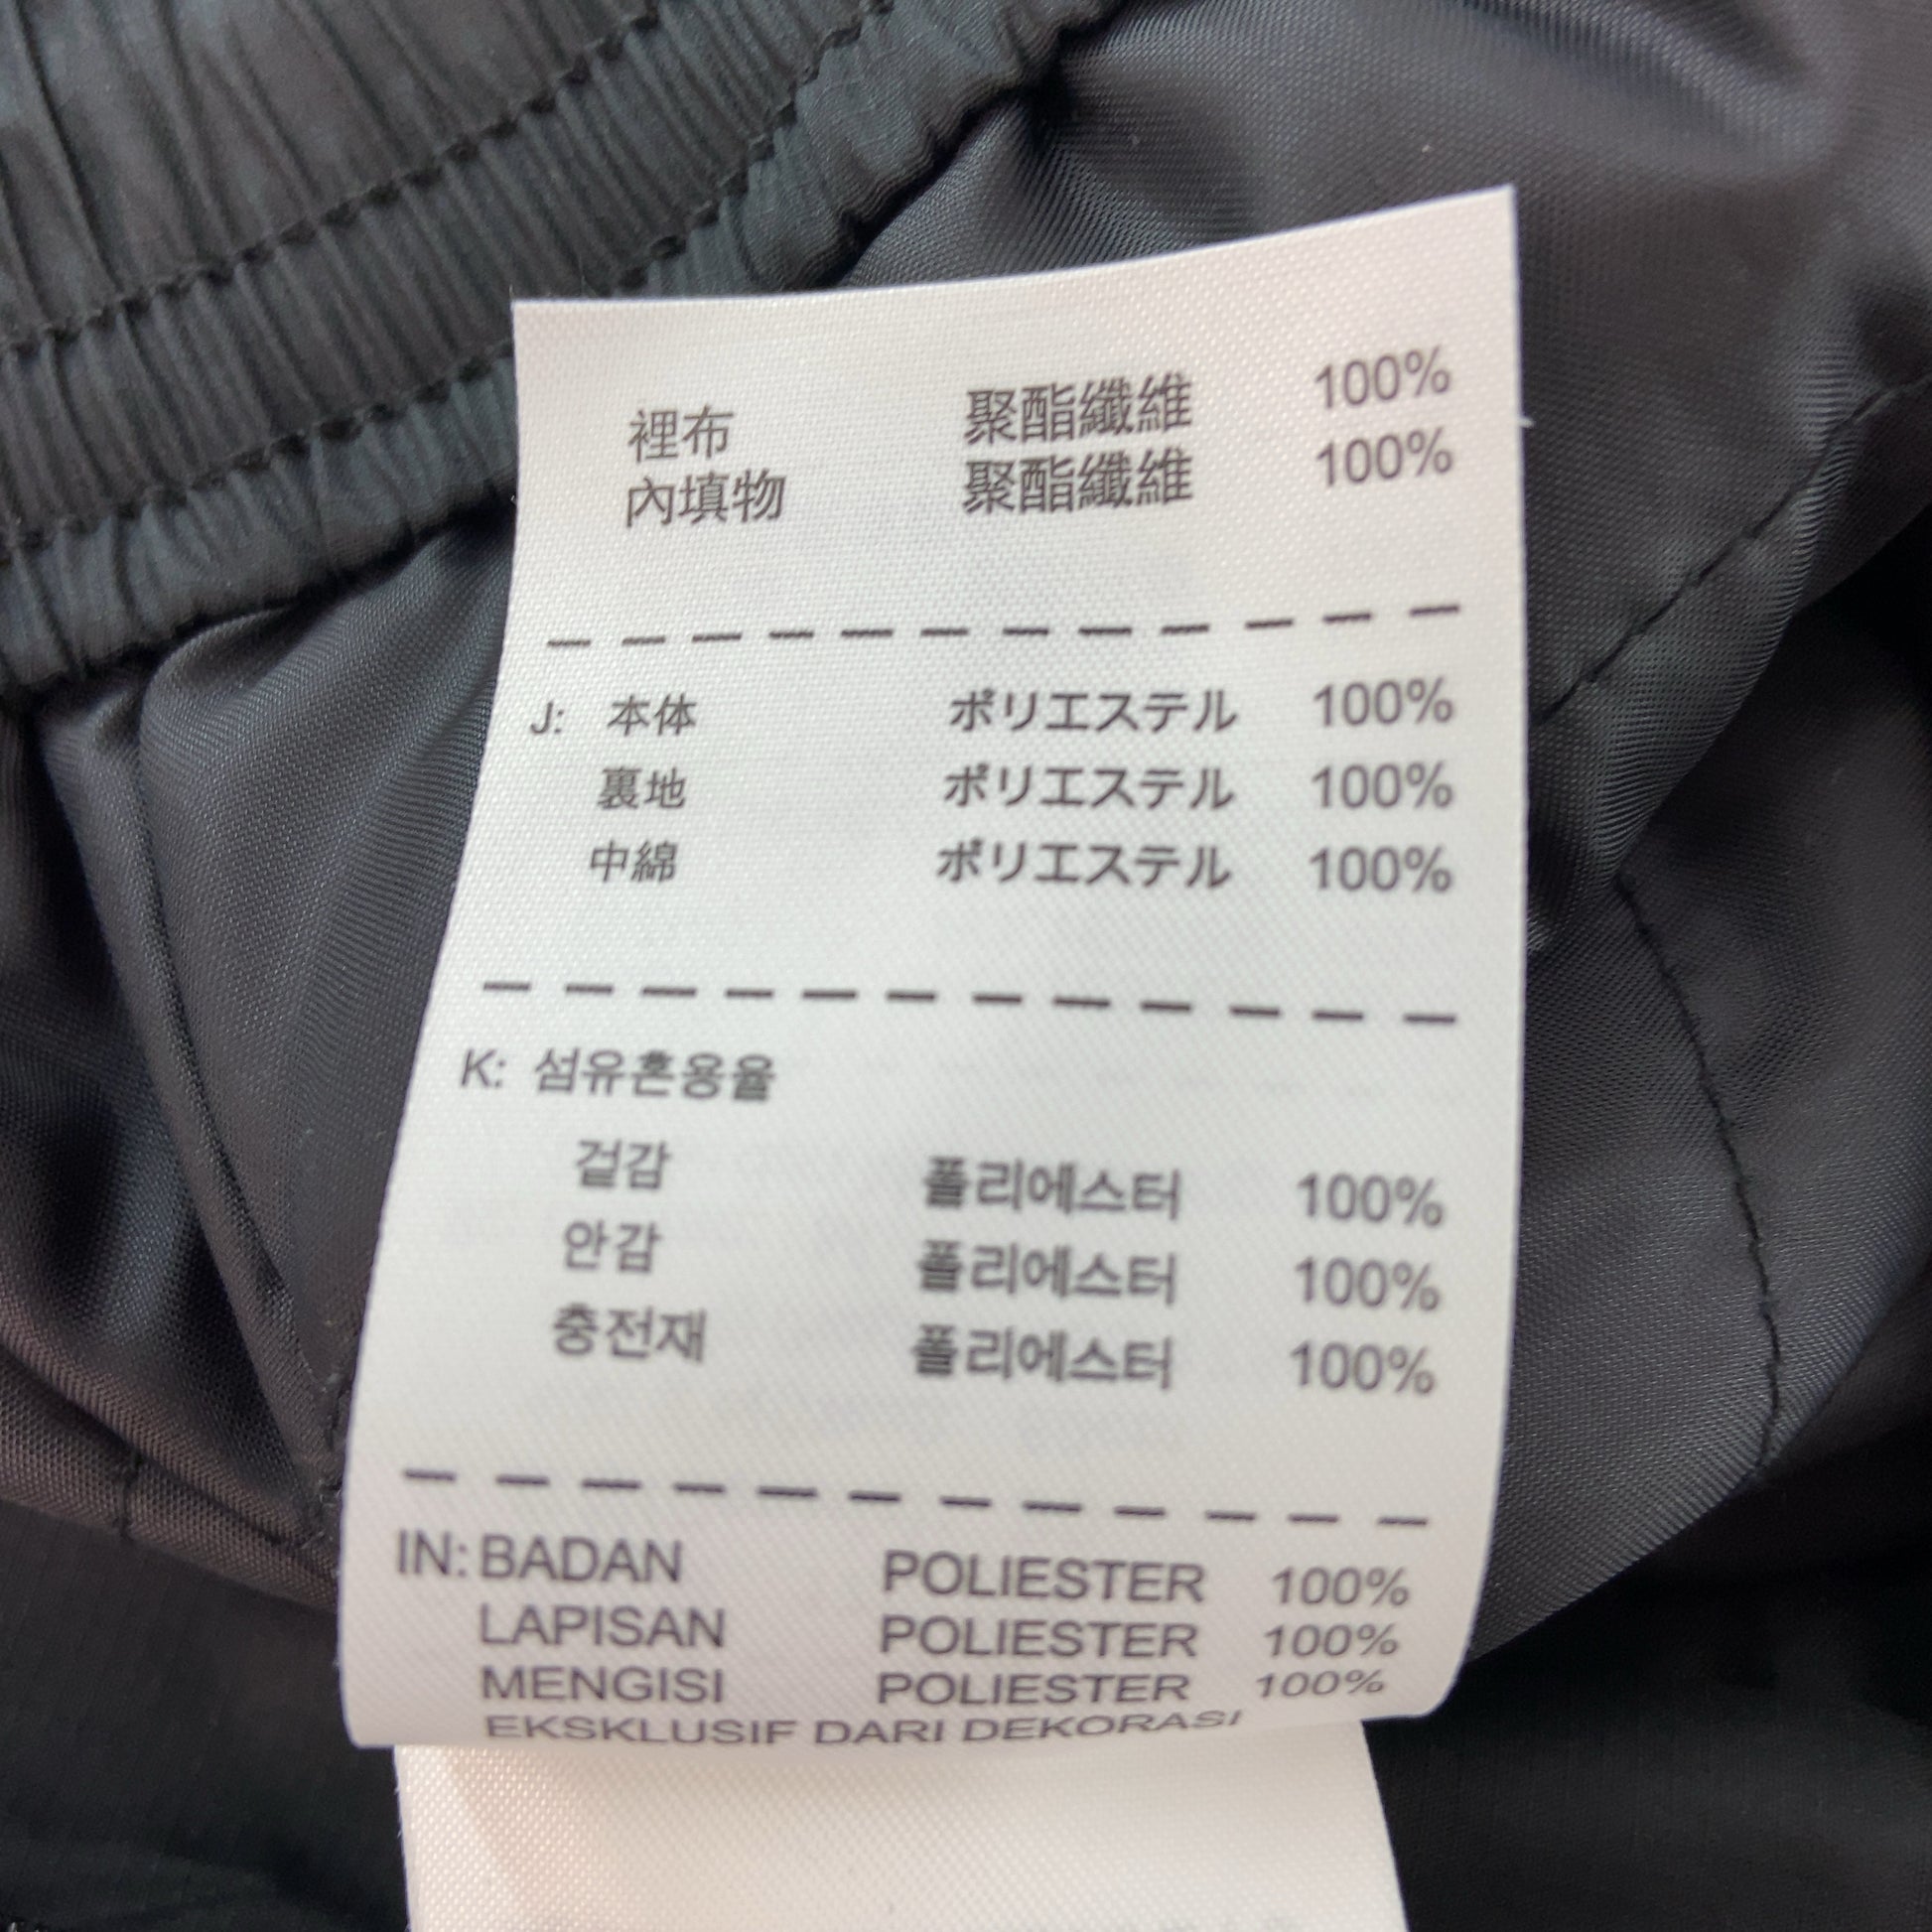 裡布 聚酯纖維 100%
內填物 聚酯纖維 100%
J: 本体 ポリエステル 100%
裏地 ポリエステル 100%
中綿 ポリエステル 100%
K: 섬유혼용율
겉감 폴리에스터 100%
안감 폴리에스터 100%
충전재 폴리에스터 100%
IN: BADAN POLIESTER 100%
LAPISAN POLIESTER 100%
MENGISI POLIESTER 100%
EKSKLUSIF DARI DEKORASI